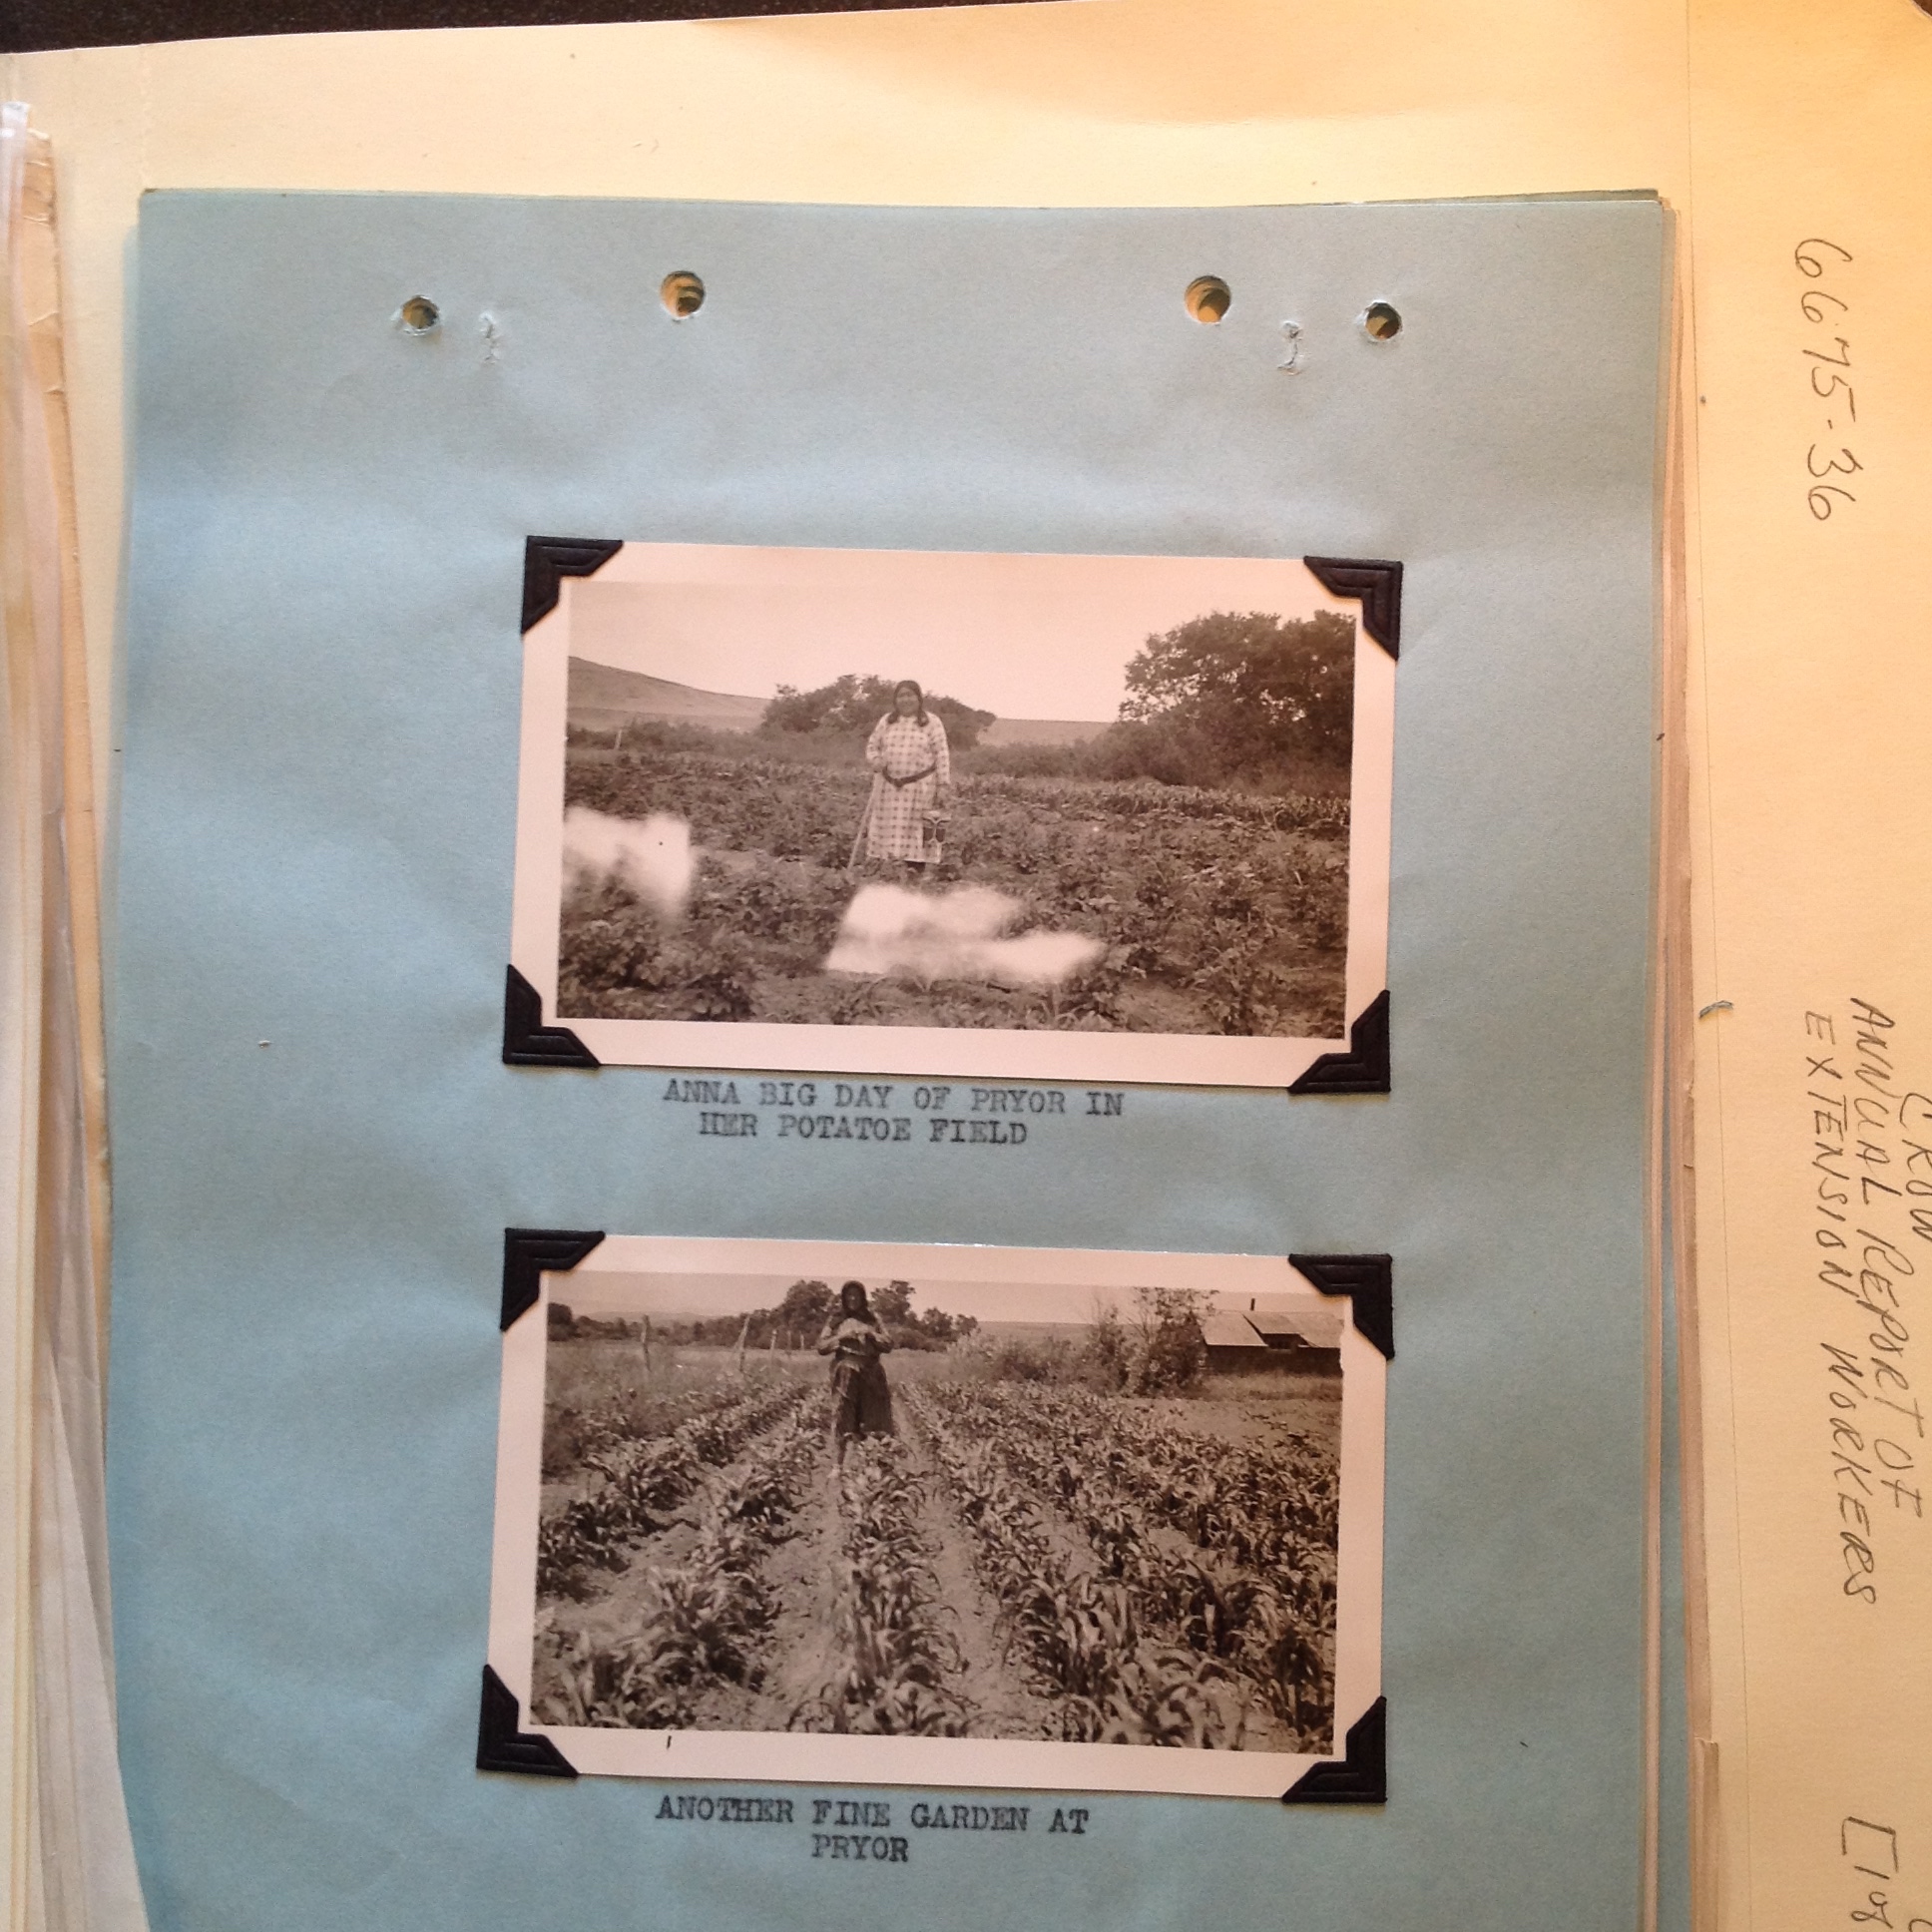 ANNA BIG DAY OF PRYOR IN
HER POTATOE FIELD
ANOTHER FINE GARDEN AT
PRYOR
6675-36
CROW
ANNUAL REPORT OF
EXTENSION WORKERS